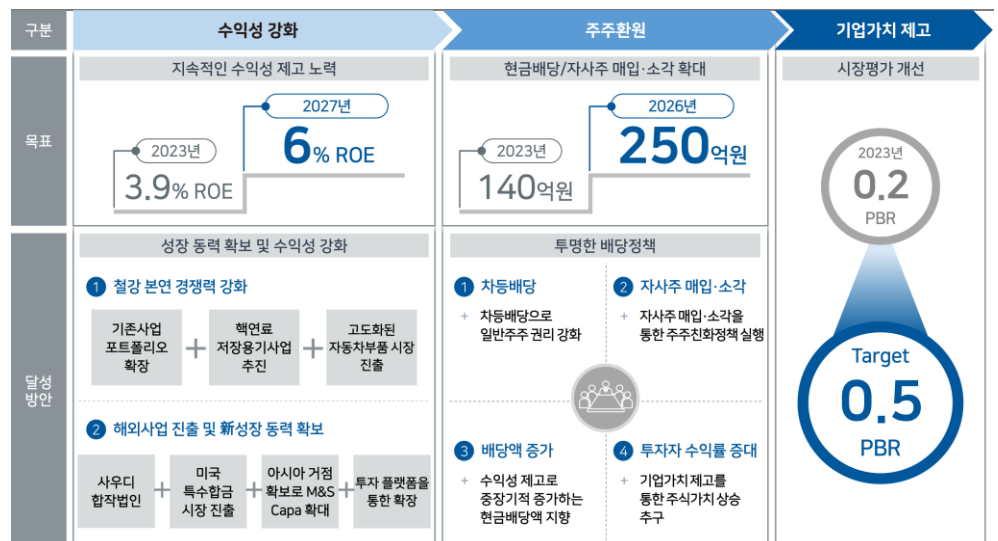 구분
수익성 강화
주주환원
기업가치 제고
목표
지속적인 수익성 제고 노력
2027년
6% ROE
2023년
3.9% ROE
현금배당/자사주 매입·소각 확대
2026년
250억원
2023년
140억원
시장평가 개선
2023년
0.2
PBR
Target
0.5
PBR
달성
방안
성장 동력 확보 및 수익성 강화
1 철강 본연 경쟁력 강화
기존사업
포트폴리오
확장
+
핵연료
저장용기사업
추진
+
고도화된
자동차부품 시장
진출
2 해외사업 진출 및 新성장 동력 확보
사우디
합작법인
+
미국
특수합금
시장 진출
+
아시아 거점
확보로 M&S
Capa 확대
+
투자 플랫폼을
통한 확장
투명한 배당정책
1 차등배당
+ 차등배당으로
일반주주 권리 강화
2 자사주 매입·소각
+ 자사주 매입·소각을
통한 주주친화정책 실행
3 배당액 증가
+ 수익성 제고로
중장기적 증가하는
현금배당액 지향
4 투자자 수익률 증대
+ 기업가치 제고를
통한 주식가치 상승
추구